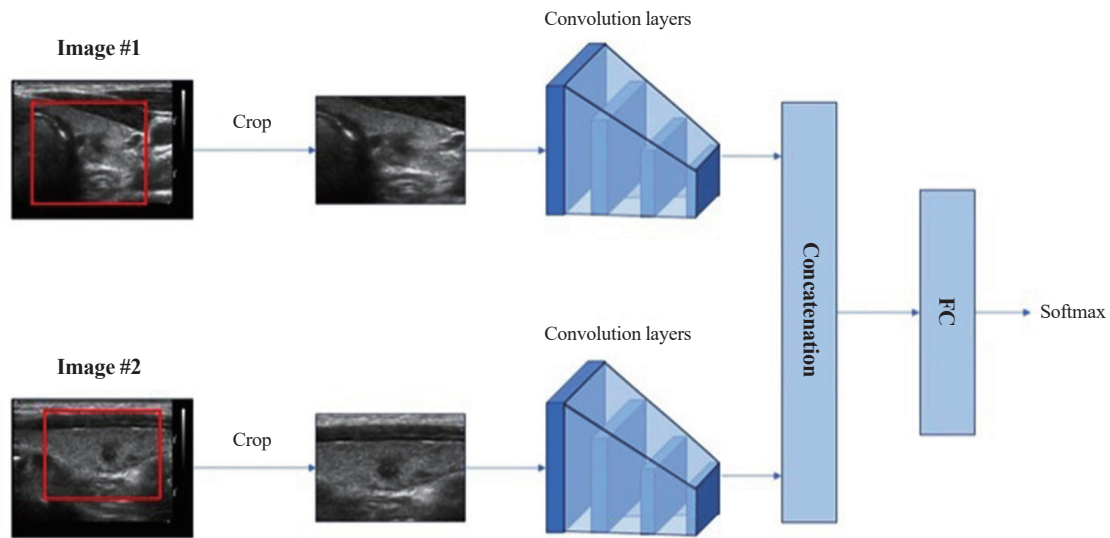 Convolution layers
Image #1
Crop
Concatenation
FC
Softmax
Convolution layers
Image #2
Crop